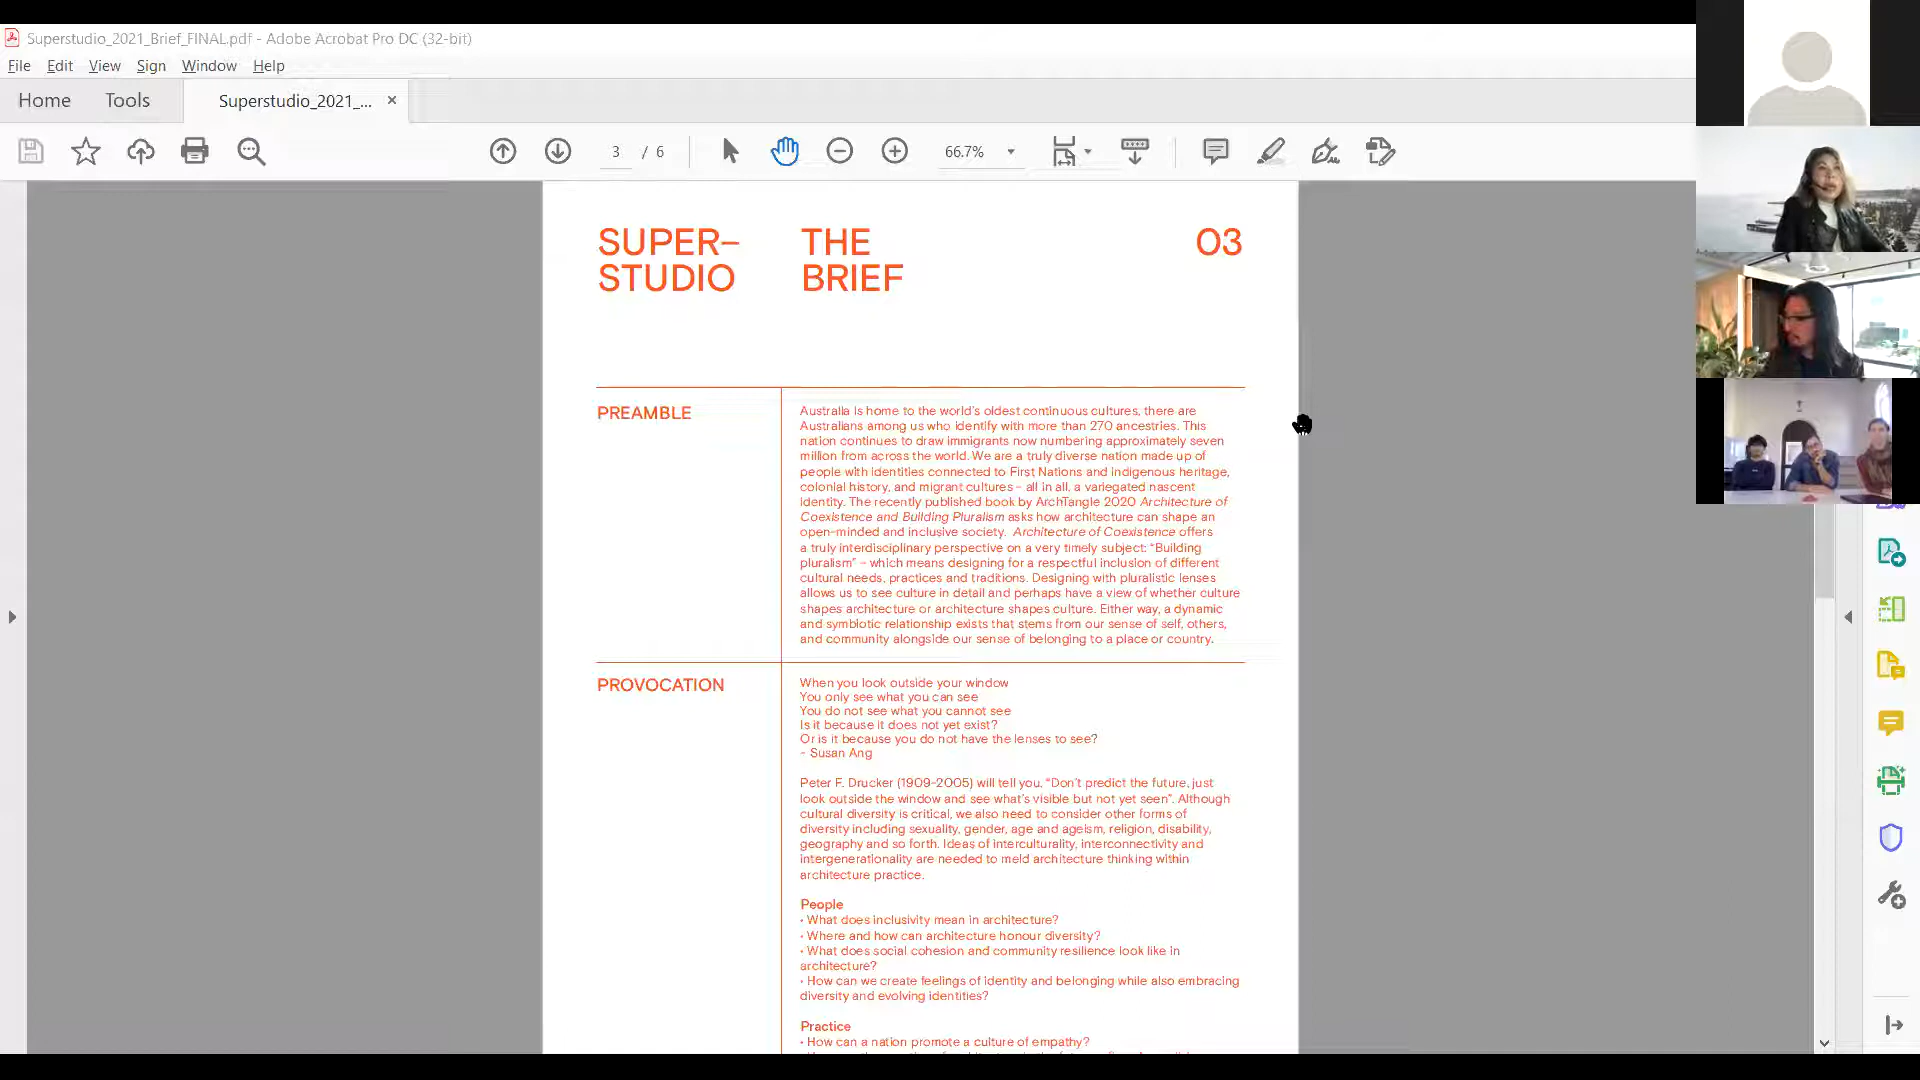 Superstudio_2021_Brief_FINAL.pdf - Adobe Acrobat Pro DC (32-bit)
File Edit View Sign Window Help
Home Tools Superstudio_2021_... ×
3 / 6 66.7%
SUPER–
STUDIO
THE
BRIEF
03
PREAMBLE
Australia is home to the world's oldest continuous cultures, there are
Australians among us who identify with more than 270 ancestries. This
nation continues to draw immigrants now numbering approximately seven
million from across the world. We are a truly diverse nation made up of
people with identities connected to First Nations and indigenous heritage,
colonial history, and migrant cultures – all in all, a variegated nascent
identity. The recently published book by ArchTangle 2020 Architecture of
Coexistence and Building Pluralism asks how architecture can shape an
open-minded and inclusive society. Architecture of Coexistence offers
a truly interdisciplinary perspective on a very timely subject: "Building
pluralism" – which means designing for a respectful inclusion of different
cultural needs, practices and traditions. Designing with pluralistic lenses
allows us to see culture in detail and perhaps have a view of whether culture
shapes architecture or architecture shapes culture. Either way, a dynamic
and symbiotic relationship exists that stems from our sense of self, others,
and community alongside our sense of belonging to a place or country.
PROVOCATION
When you look outside your window
You only see what you can see
You do not see what you cannot see
Is it because it does not yet exist?
Or is it because you do not have the lenses to see?
- Susan Ang
Peter F. Drucker (1909-2005) will tell you, "Don't predict the future, just
look outside the window and see what's visible but not yet seen". Although
cultural diversity is critical, we also need to consider other forms of
diversity including sexuality, gender, age and ageism, religion, disability,
geography and so forth. Ideas of interculturality, interconnectivity and
intergenerationality are needed to meld architecture thinking within
architecture practice.
People
• What does inclusivity mean in architecture?
• Where and how can architecture honour diversity?
• What does social cohesion and community resilience look like in
architecture?
• How can we create feelings of identity and belonging while also embracing
diversity and evolving identities?
Practice
• How can a nation promote a culture of empathy?